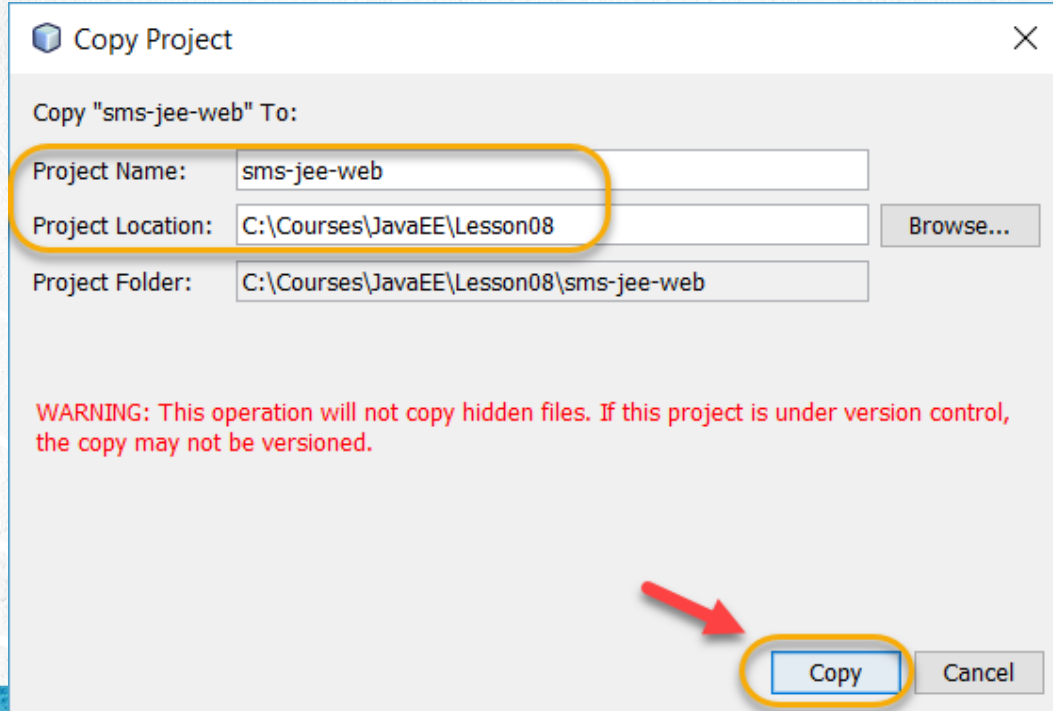 Copy Project
Copy "sms-jee-web" To:
Project Name: sms-jee-web
Project Location: C:\Courses\JavaEE\Lesson08 Browse...
Project Folder: C:\Courses\JavaEE\Lesson08\sms-jee-web
WARNING: This operation will not copy hidden files. If this project is under version control,
the copy may not be versioned.
Copy Cancel